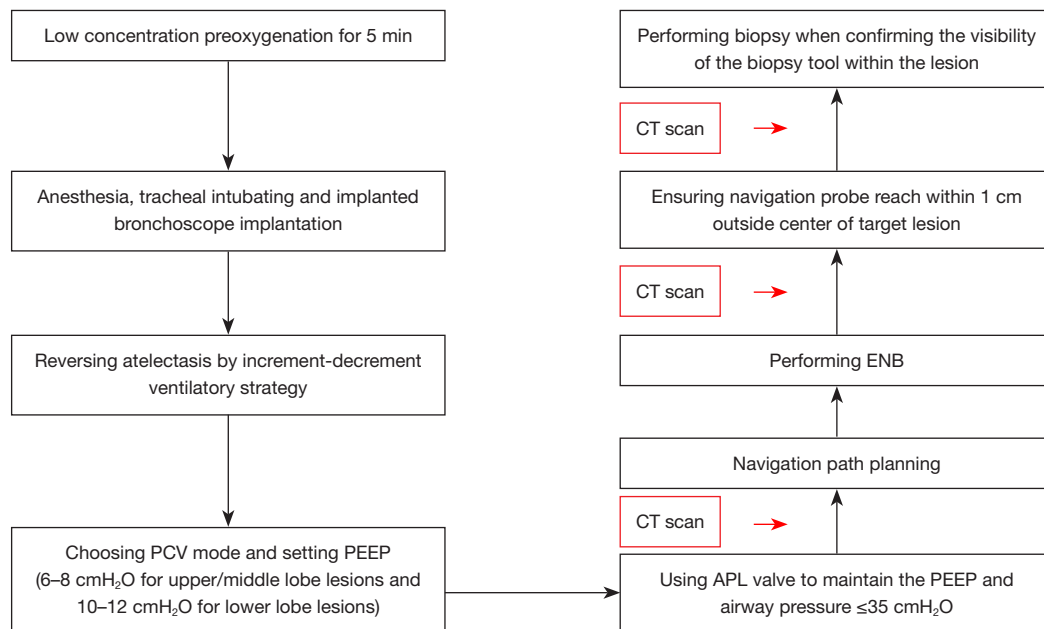 Low concentration preoxygenation for 5 min
Anesthesia, tracheal intubating and implanted
bronchoscope implantation
Reversing atelectasis by increment-decrement
ventilatory strategy
Choosing PCV mode and setting PEEP
(6–8 cmH₂O for upper/middle lobe lesions and
10–12 cmH₂O for lower lobe lesions)
Using APL valve to maintain the PEEP and
airway pressure ≤35 cmH₂O
CT scan
Navigation path planning
Performing ENB
CT scan
Ensuring navigation probe reach within 1 cm
outside center of target lesion
CT scan
Performing biopsy when confirming the visibility
of the biopsy tool within the lesion